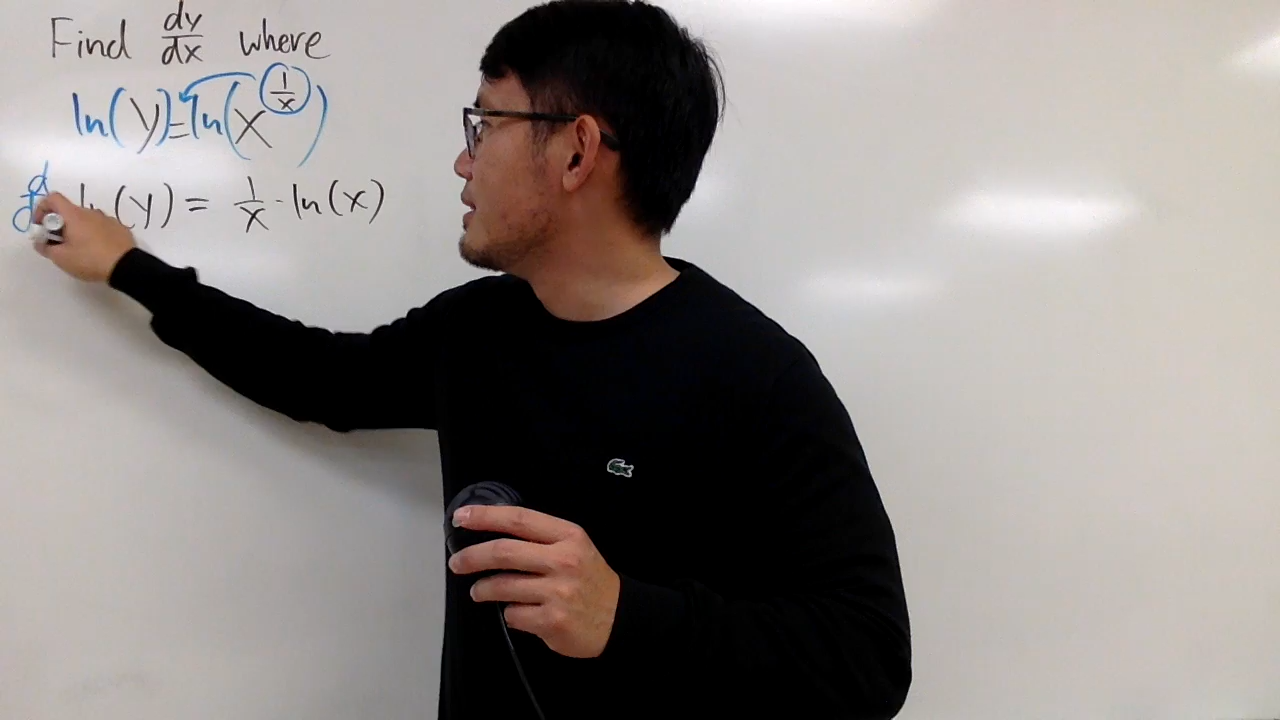 Find dy/dx where
ln(y)=ln(x^(1/x))
d ln(y) = 1/x · ln(x)